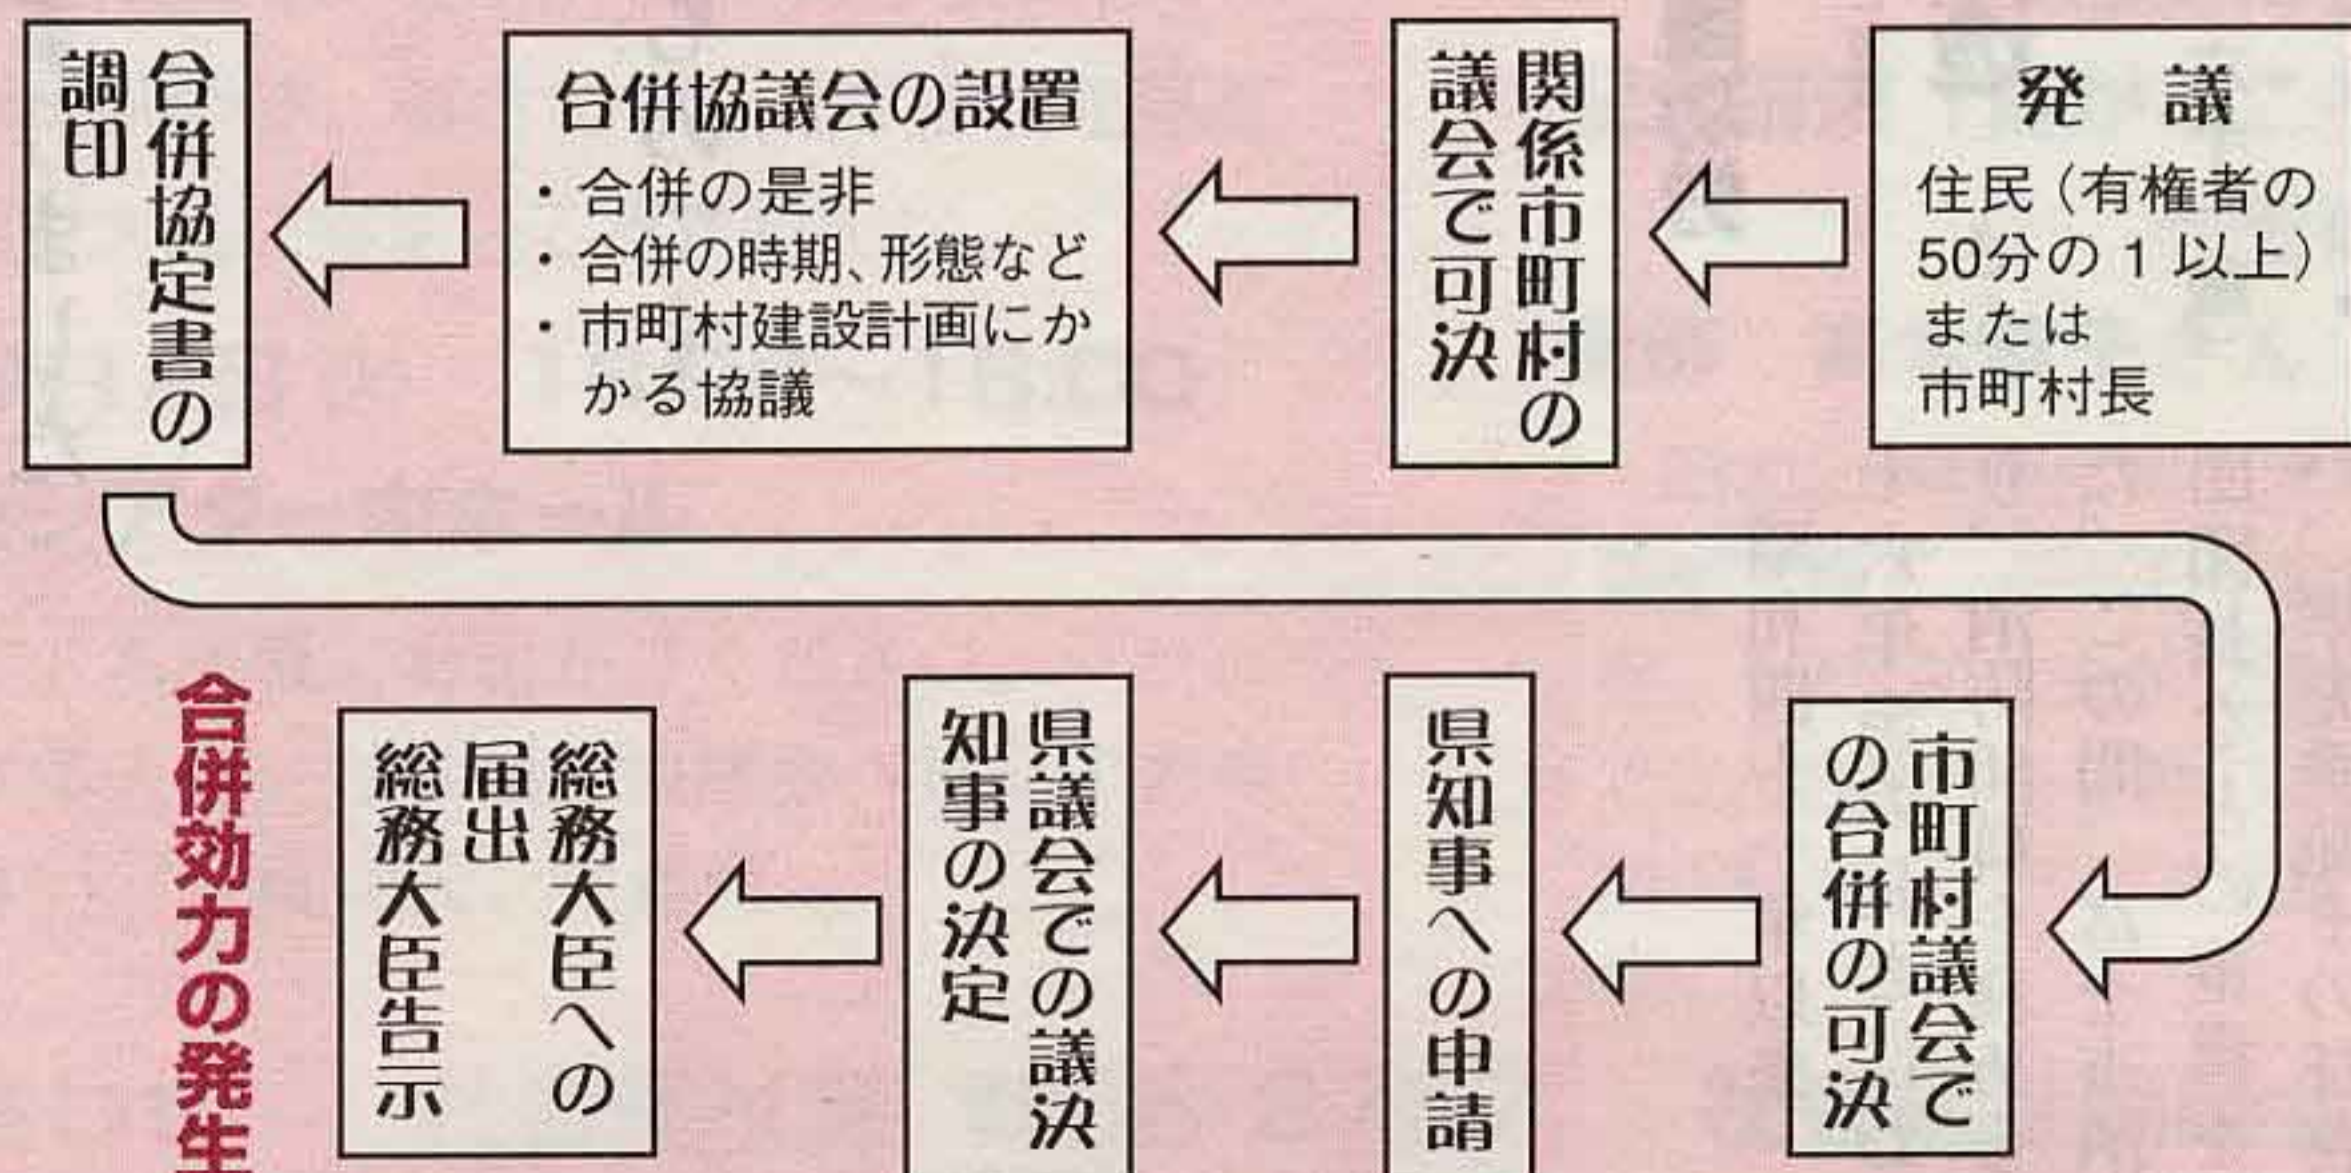 発 議
住民（有権者の
50分の1以上）
または
市町村長
関係市町村の
議会で可決
合併協議会の設置
・合併の是非
・合併の時期、形態など
・市町村建設計画にか
かる協議
合併協定書の
調印
市町村議会で
の合併の可決
県知事への申請
県議会での議決
知事の決定
総務大臣への
届出
総務大臣告示
合併効力の発生